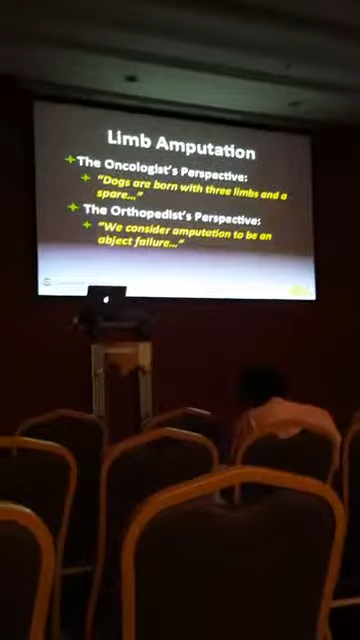 Limb Amputation
The Oncologist's Perspective:
"Dogs are born with three limbs and a
spare..."
The Orthopedist's Perspective:
"We consider amputation to be an
abject failure..."